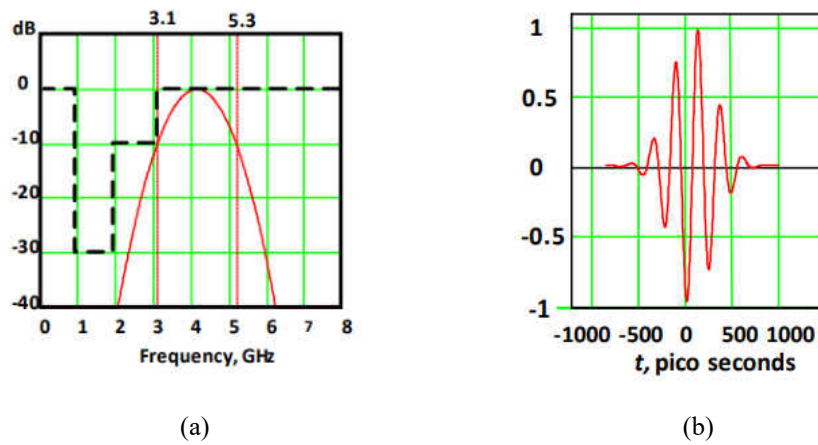 3.1 5.3
dB
0
-10
-20
-30
-40
0 1 2 3 4 5 6 7 8
Frequency, GHz
(a)
1
0.5
0
-0.5
-1
-1000 -500 0 500 1000
t, pico seconds
(b)